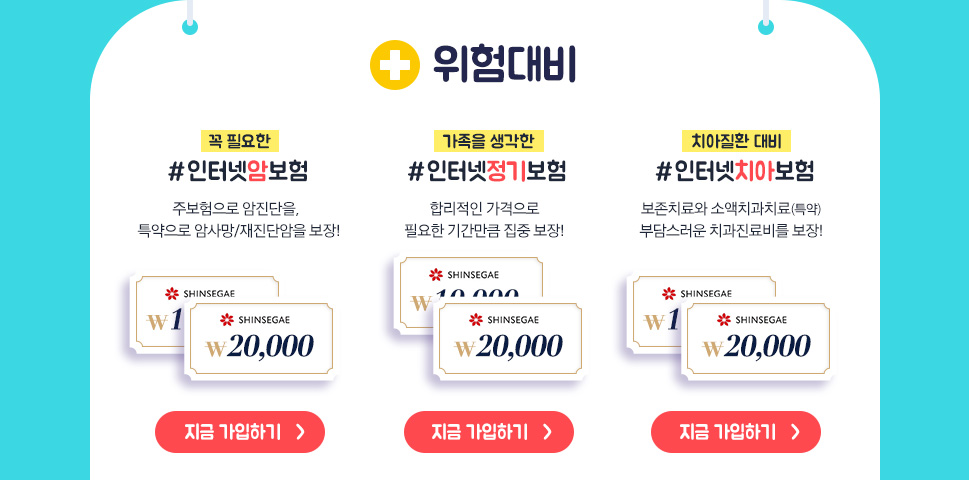 위험대비
꼭 필요한
#인터넷암보험
주보험으로 암진단을,
특약으로 암사망/재진단암을 보장!
SHINSEGAE
₩1
SHINSEGAE
₩20,000
지금 가입하기
가족을 생각한
#인터넷정기보험
합리적인 가격으로
필요한 기간만큼 집중 보장!
SHINSEGAE
₩10,000
SHINSEGAE
₩20,000
지금 가입하기
치아질환 대비
#인터넷치아보험
보존치료와 소액치과치료(특약)
부담스러운 치과진료비를 보장!
SHINSEGAE
₩1
SHINSEGAE
₩20,000
지금 가입하기